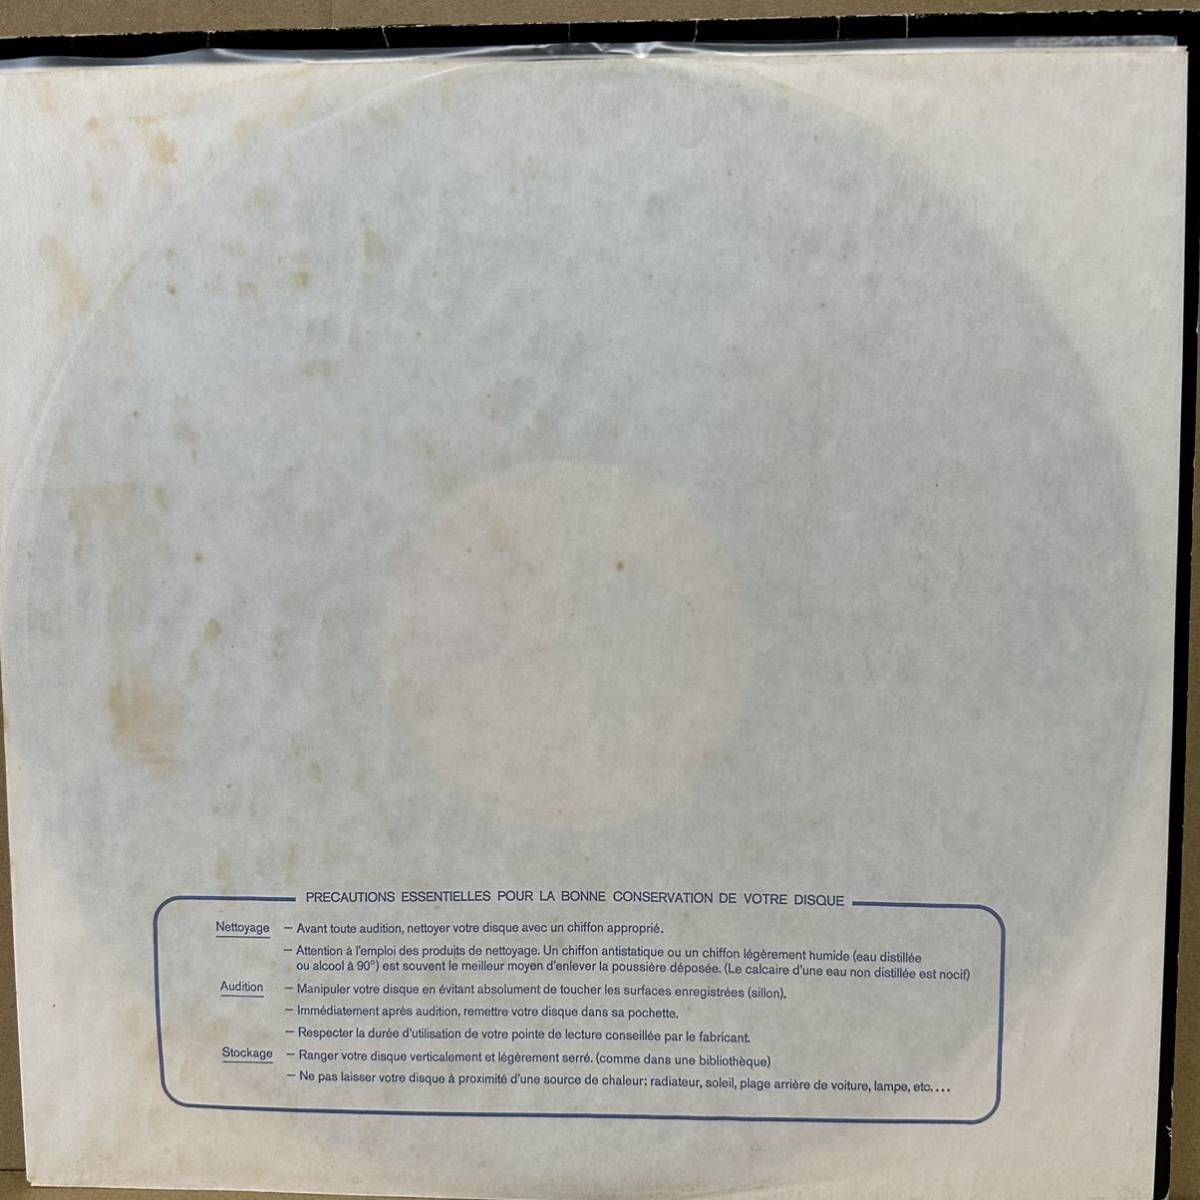 PRECAUTIONS ESSENTIELLES POUR LA BONNE CONSERVATION DE VOTRE DISQUE
Nettoyage — Avant toute audition, nettoyer votre disque avec un chiffon approprié.
— Attention à l'emploi des produits de nettoyage. Un chiffon antistatique ou un chiffon légèrement humide (eau distillée
ou alcool à 90°) est souvent le meilleur moyen d'enlever la poussière déposée. (Le calcaire d'une eau non distillée est nocif)
Audition — Manipuler votre disque en évitant absolument de toucher les surfaces enregistrées (sillon).
— Immédiatement après audition, remettre votre disque dans sa pochette.
— Respecter la durée d'utilisation de votre pointe de lecture conseillée par le fabricant.
Stockage — Ranger votre disque verticalement et légèrement serré. (comme dans une bibliothèque)
— Ne pas laisser votre disque à proximité d'une source de chaleur: radiateur, soleil, plage arrière de voiture, lampe, etc....